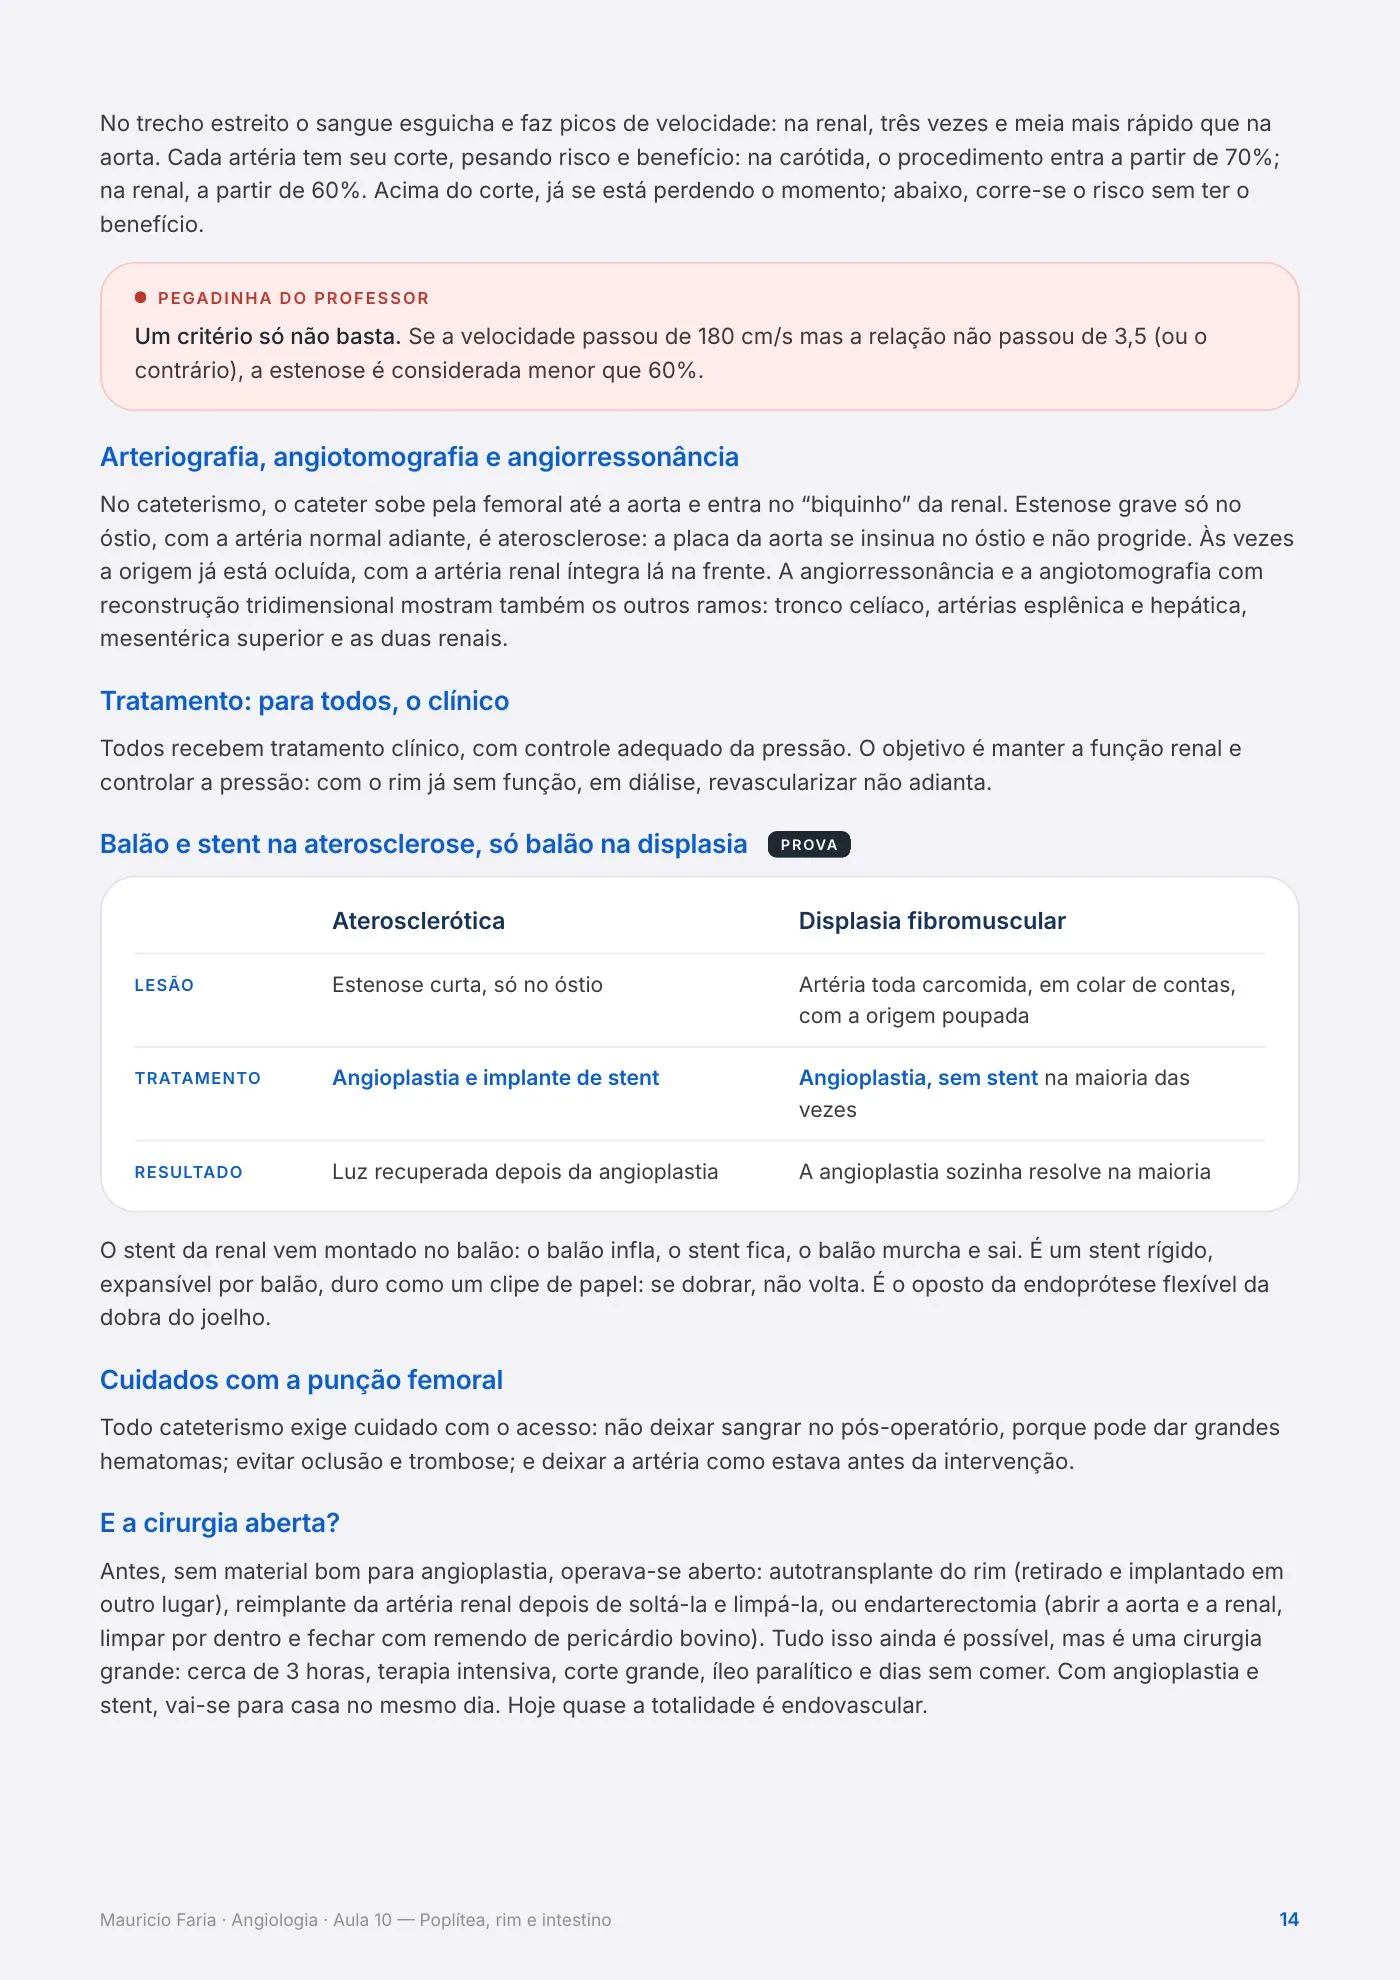 No trecho estreito o sangue esguicha e faz picos de velocidade: na renal, três vezes e meia mais rápido que na
aorta. Cada artéria tem seu corte, pesando risco e benefício: na carótida, o procedimento entra a partir de 70%;
na renal, a partir de 60%. Acima do corte, já se está perdendo o momento; abaixo, corre-se o risco sem ter o
benefício.
PEGADINHA DO PROFESSOR
Um critério só não basta. Se a velocidade passou de 180 cm/s mas a relação não passou de 3,5 (ou o
contrário), a estenose é considerada menor que 60%.
Arteriografia, angiotomografia e angiorressonância
No cateterismo, o cateter sobe pela femoral até a aorta e entra no “biquinho” da renal. Estenose grave só no
óstio, com a artéria normal adiante, é aterosclerose: a placa da aorta se insinua no óstio e não progride. Às vezes
a origem já está ocluída, com a artéria renal íntegra lá na frente. A angiorressonância e a angiotomografia com
reconstrução tridimensional mostram também os outros ramos: tronco celíaco, artérias esplênica e hepática,
mesentérica superior e as duas renais.
Tratamento: para todos, o clínico
Todos recebem tratamento clínico, com controle adequado da pressão. O objetivo é manter a função renal e
controlar a pressão: com o rim já sem função, em diálise, revascularizar não adianta.
Balão e stent na aterosclerose, só balão na displasia PROVA
Aterosclerótica Displasia fibromuscular
LESÃO Estenose curta, só no óstio Artéria toda carcomida, em colar de contas,
com a origem poupada
TRATAMENTO Angioplastia e implante de stent Angioplastia, sem stent na maioria das
vezes
RESULTADO Luz recuperada depois da angioplastia A angioplastia sozinha resolve na maioria
O stent da renal vem montado no balão: o balão infla, o stent fica, o balão murcha e sai. É um stent rígido,
expansível por balão, duro como um clipe de papel: se dobrar, não volta. É o oposto da endoprótese flexível da
dobra do joelho.
Cuidados com a punção femoral
Todo cateterismo exige cuidado com o acesso: não deixar sangrar no pós-operatório, porque pode dar grandes
hematomas; evitar oclusão e trombose; e deixar a artéria como estava antes da intervenção.
E a cirurgia aberta?
Antes, sem material bom para angioplastia, operava-se aberto: autotransplante do rim (retirado e implantado em
outro lugar), reimplante da artéria renal depois de soltá-la e limpá-la, ou endarterectomia (abrir a aorta e a renal,
limpar por dentro e fechar com remendo de pericárdio bovino). Tudo isso ainda é possível, mas é uma cirurgia
grande: cerca de 3 horas, terapia intensiva, corte grande, íleo paralítico e dias sem comer. Com angioplastia e
stent, vai-se para casa no mesmo dia. Hoje quase a totalidade é endovascular.
Mauricio Faria · Angiologia · Aula 10 — Poplítea, rim e intestino 14